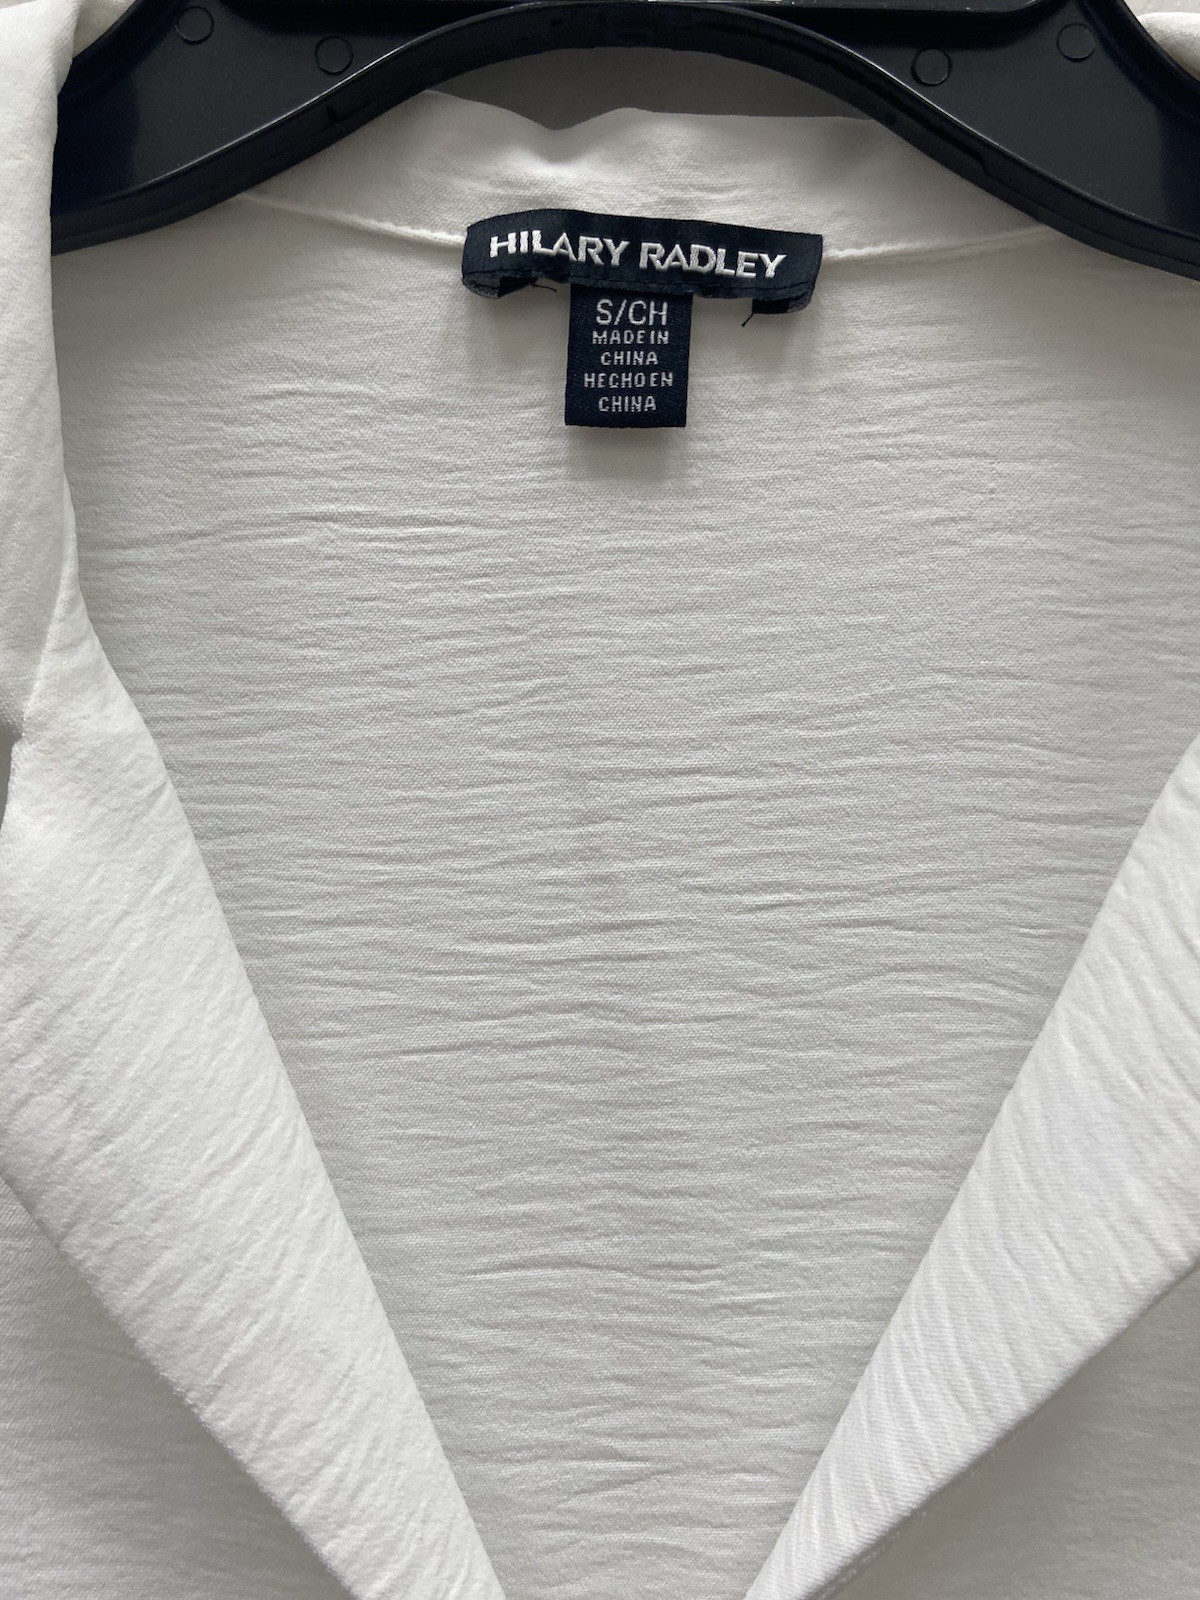 HILARY RADLEY
S/CH
MADE IN
CHINA
HECHO EN
CHINA